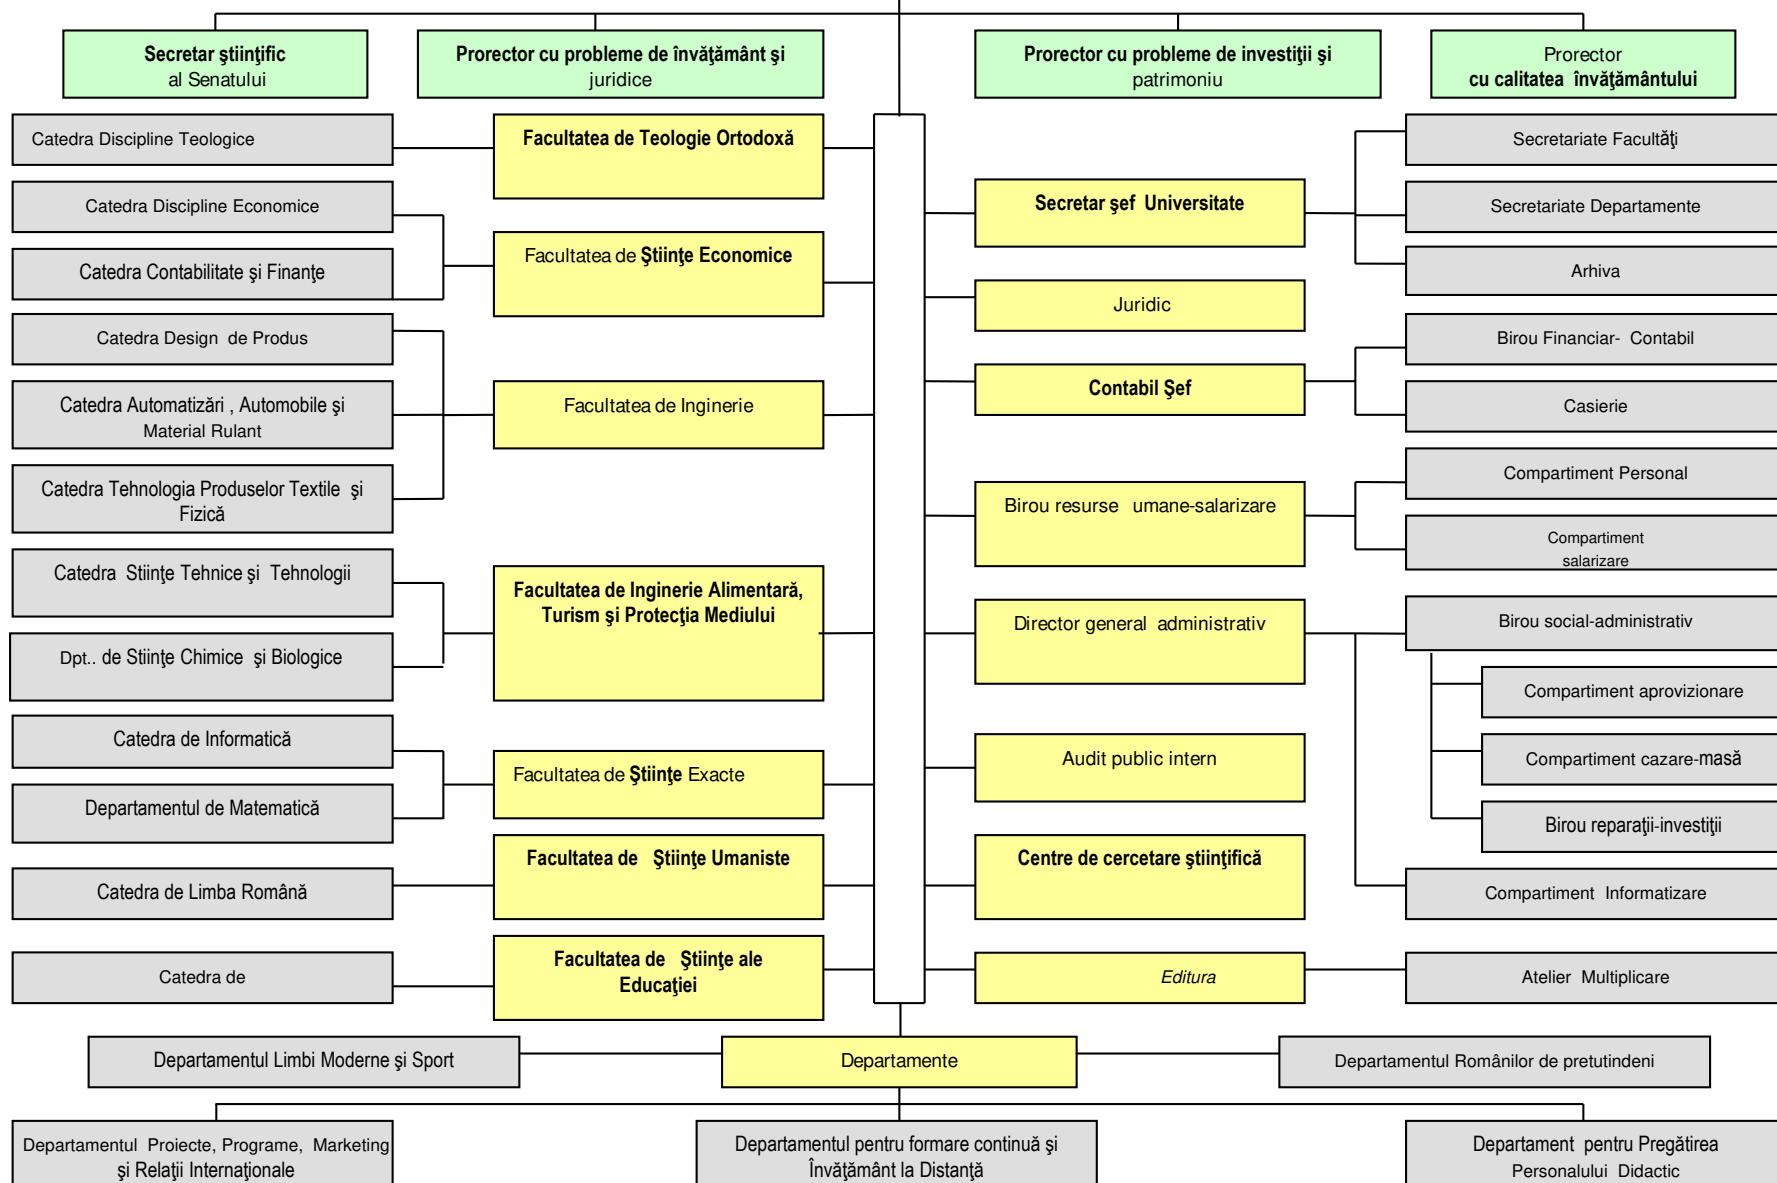 Secretar ştiinţific
al Senatului
Prorector cu probleme de învăţământ şi
juridice
Prorector cu probleme de investiţii şi
patrimoniu
Prorector
cu calitatea învăţământului
Catedra Discipline Teologice
Facultatea de Teologie Ortodoxă
Catedra Discipline Economice
Catedra Contabilitate şi Finanţe
Facultatea de Ştiinţe Economice
Catedra Design de Produs
Catedra Automatizări , Automobile şi
Material Rulant
Catedra Tehnologia Produselor Textile şi
Fizică
Facultatea de Inginerie
Catedra Stiinţe Tehnice şi Tehnologii
Dpt.. de Stiinţe Chimice şi Biologice
Facultatea de Inginerie Alimentară,
Turism şi Protecţia Mediului
Catedra de Informatică
Departamentul de Matematică
Facultatea de Ştiinţe Exacte
Catedra de Limba Română
Facultatea de Ştiinţe Umaniste
Catedra de
Facultatea de Ştiinţe ale
Educaţiei
Secretar şef Universitate
Secretariate Facultăţi
Secretariate Departamente
Arhiva
Juridic
Contabil Şef
Birou Financiar- Contabil
Casierie
Birou resurse umane-salarizare
Compartiment Personal
Compartiment
salarizare
Director general administrativ
Birou social-administrativ
Compartiment aprovizionare
Compartiment cazare-masă
Birou reparaţii-investiţii
Compartiment Informatizare
Audit public intern
Centre de cercetare ştiinţifică
Editura
Atelier Multiplicare
Departamentul Limbi Moderne şi Sport
Departamente
Departamentul Românilor de pretutindeni
Departamentul Proiecte, Programe, Marketing
şi Relaţii Internaţionale
Departamentul pentru formare continuă şi
Învăţământ la Distanţă
Departament pentru Pregătirea
Personalului Didactic